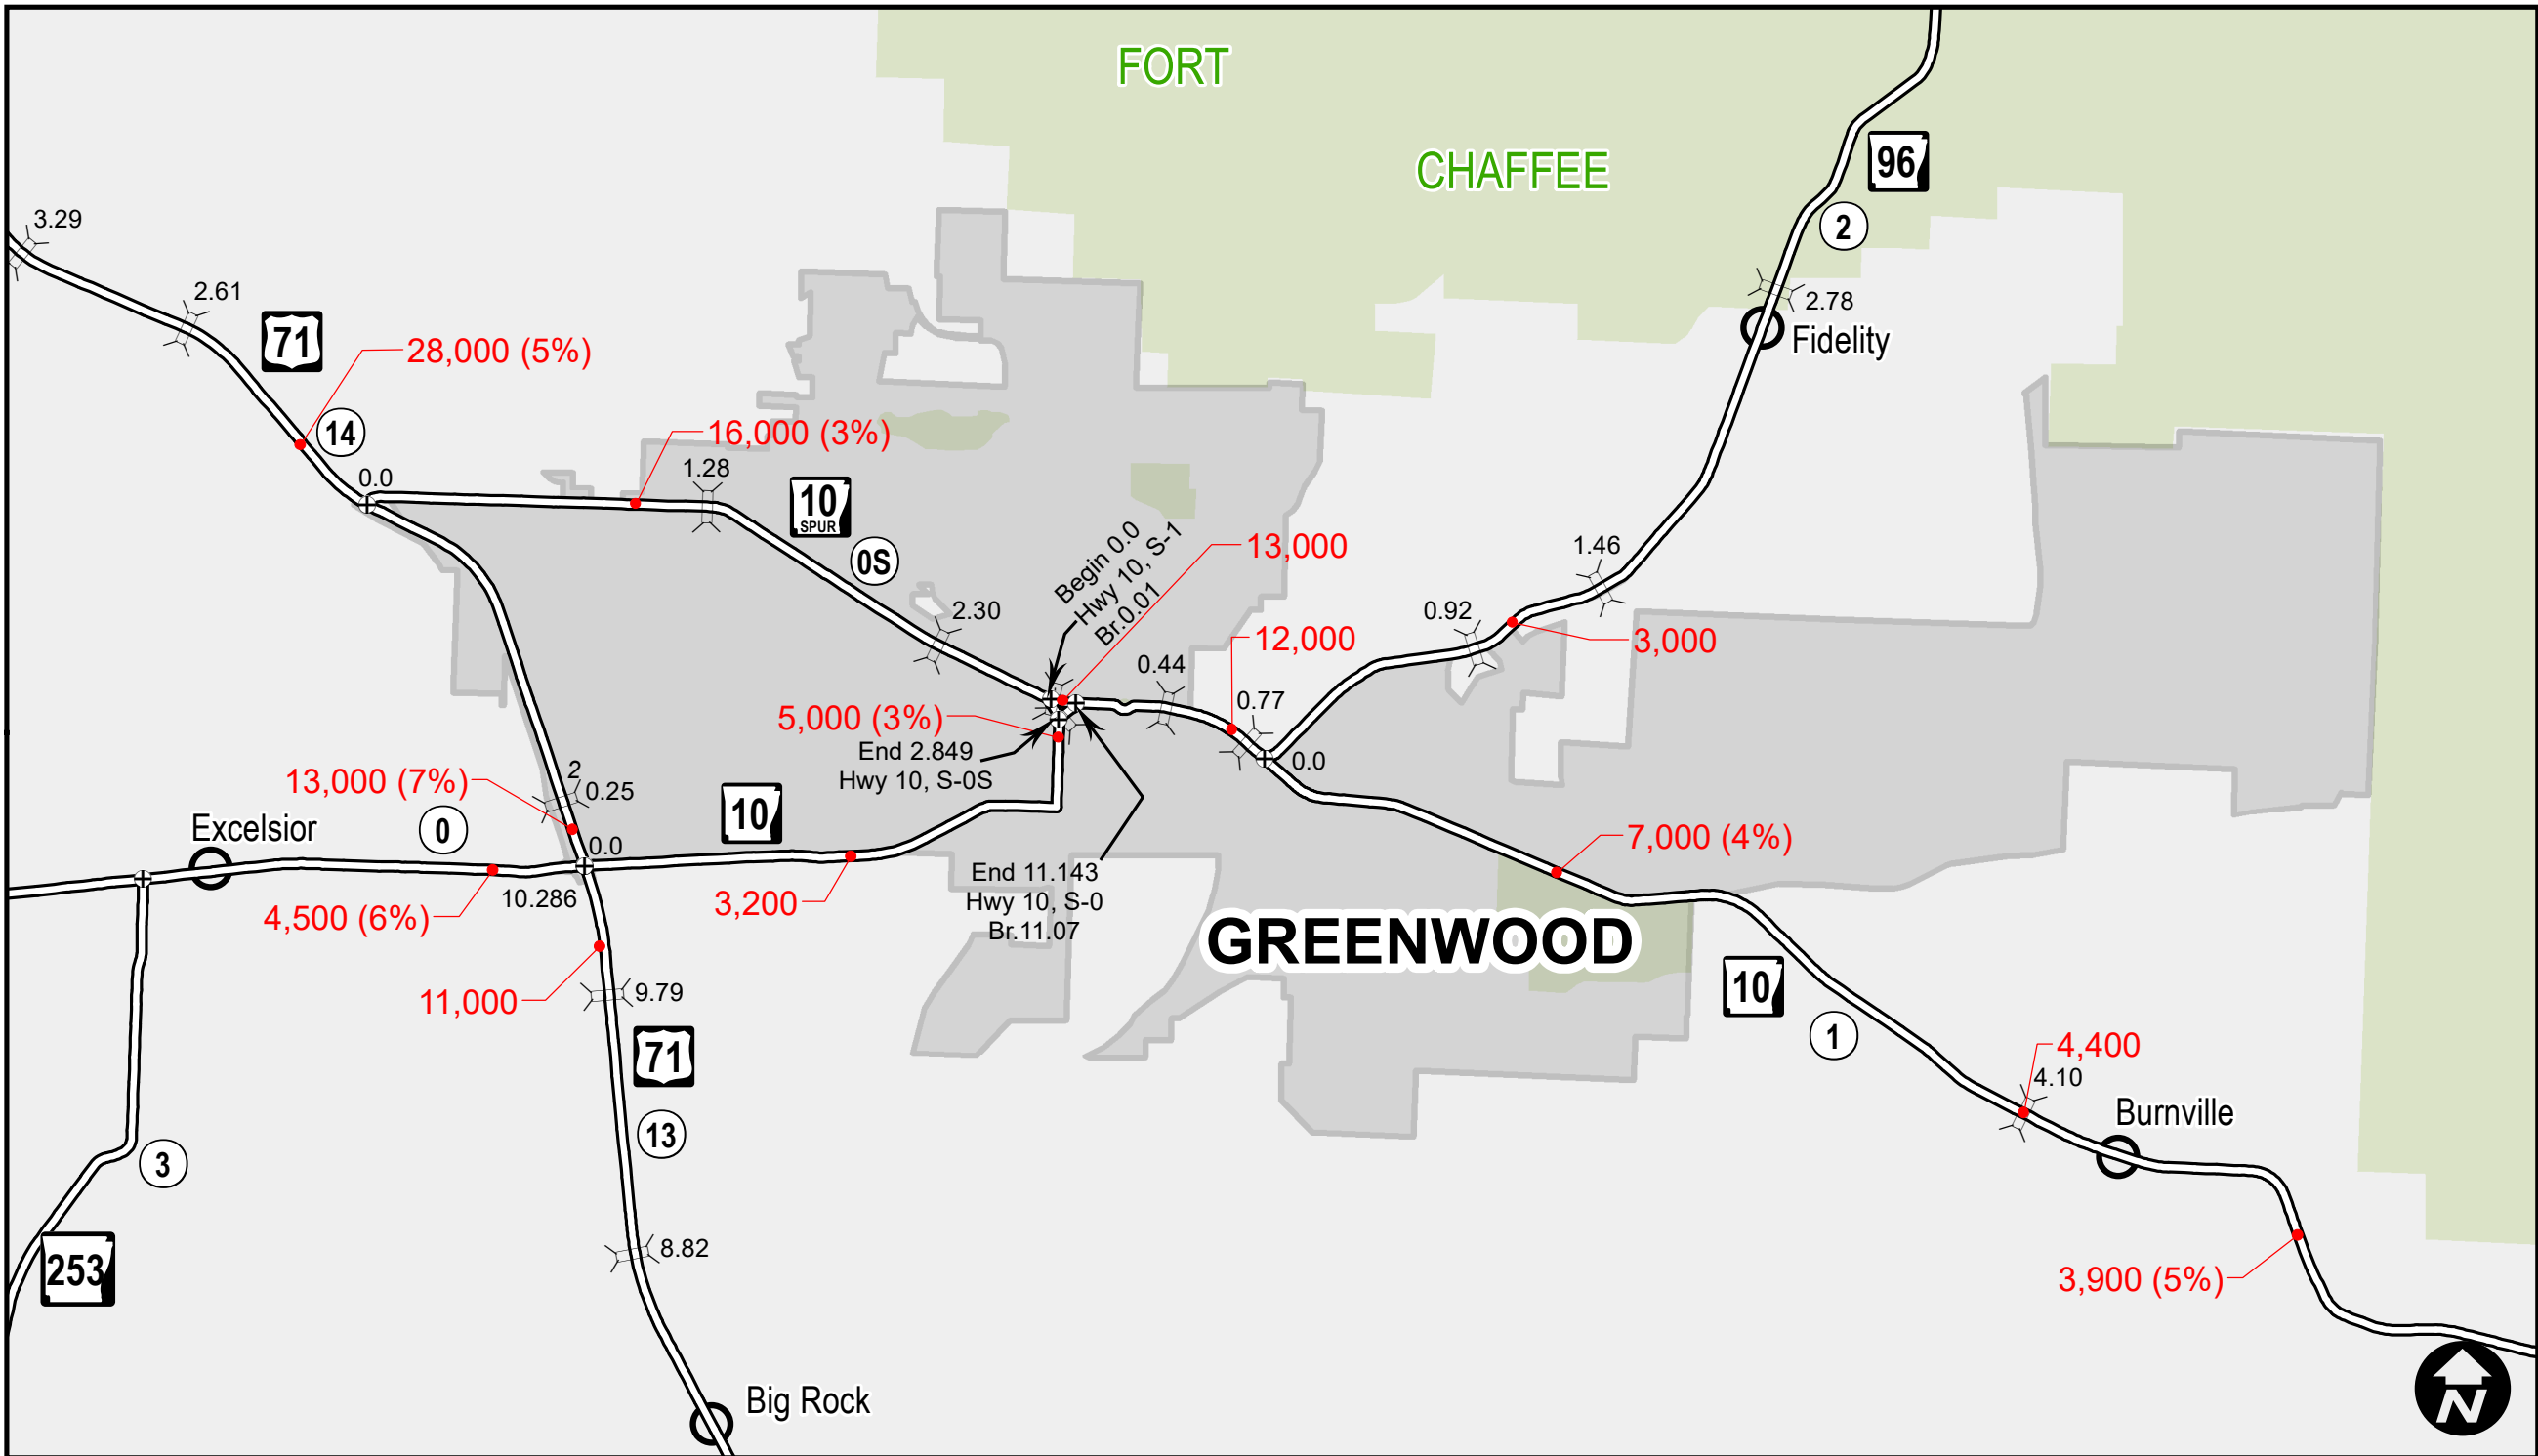 FORT
CHAFFEE
96
2
3.29
2.61
71
28,000 (5%)
2.78
Fidelity
14
16,000 (3%)
0.0
1.28
10
SPUR
0S
Begin 0.0
Hwy 10, S-1
Br.0.01
13,000
1.46
0.92
2.30
12,000
3,000
0.44
0.77
5,000 (3%)
End 2.849
Hwy 10, S-0S
0.0
13,000 (7%)
2
0.25
Excelsior
0
10
0.0
7,000 (4%)
End 11.143
Hwy 10, S-0
Br.11.07
10.286
4,500 (6%)
3,200
GREENWOOD
11,000
9.79
10
71
1
4,400
4.10
13
Burnville
3
8.82
253
3,900 (5%)
Big Rock
N